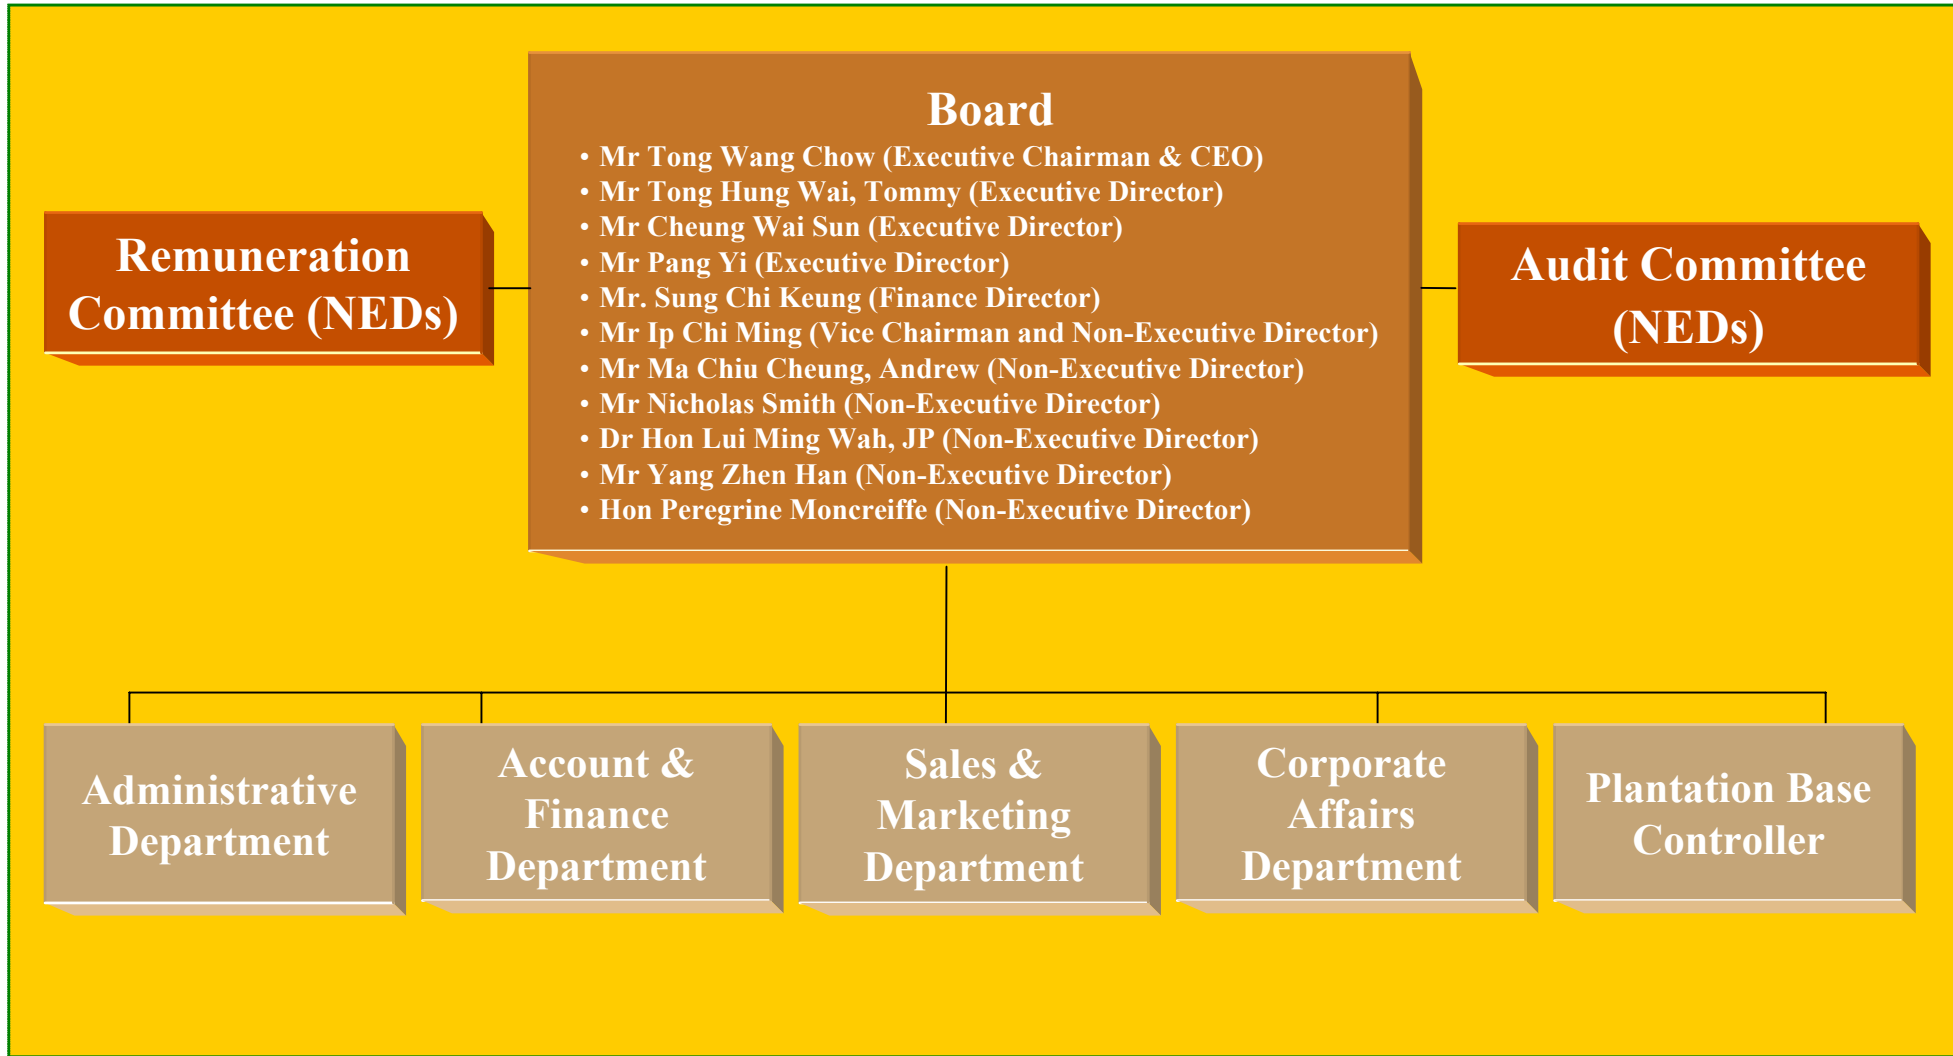 Board
• Mr Tong Wang Chow (Executive Chairman & CEO)
• Mr Tong Hung Wai, Tommy (Executive Director)
• Mr Cheung Wai Sun (Executive Director)
• Mr Pang Yi (Executive Director)
• Mr. Sung Chi Keung (Finance Director)
• Mr Ip Chi Ming (Vice Chairman and Non-Executive Director)
• Mr Ma Chiu Cheung, Andrew (Non-Executive Director)
• Mr Nicholas Smith (Non-Executive Director)
• Dr Hon Lui Ming Wah, JP (Non-Executive Director)
• Mr Yang Zhen Han (Non-Executive Director)
• Hon Peregrine Moncreiffe (Non-Executive Director)
Remuneration
Committee (NEDs)
Audit Committee
(NEDs)
Administrative
Department
Account &
Finance
Department
Sales &
Marketing
Department
Corporate
Affairs
Department
Plantation Base
Controller